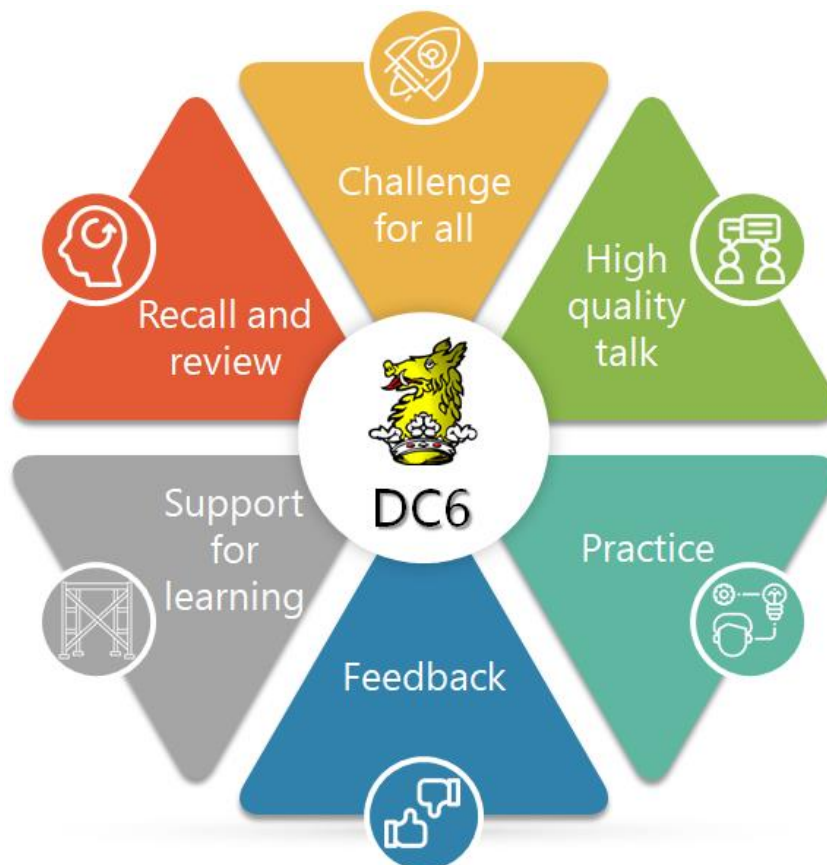 Challenge
for all
High
quality
talk
Practice
Feedback
Support
for
learning
Recall and
review
DC6